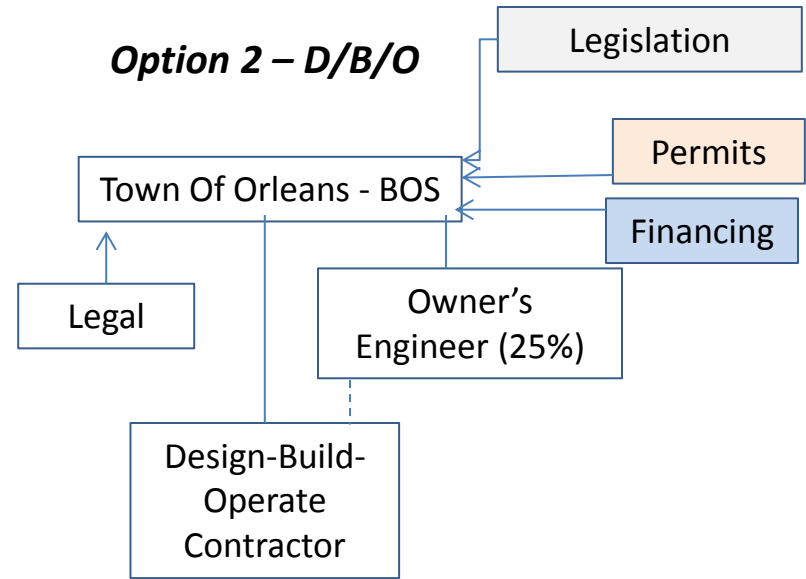 Option 2 – D/B/O
Legislation
Permits
Town Of Orleans - BOS
Financing
Legal
Owner’s
Engineer (25%)
Design-Build-
Operate
Contractor